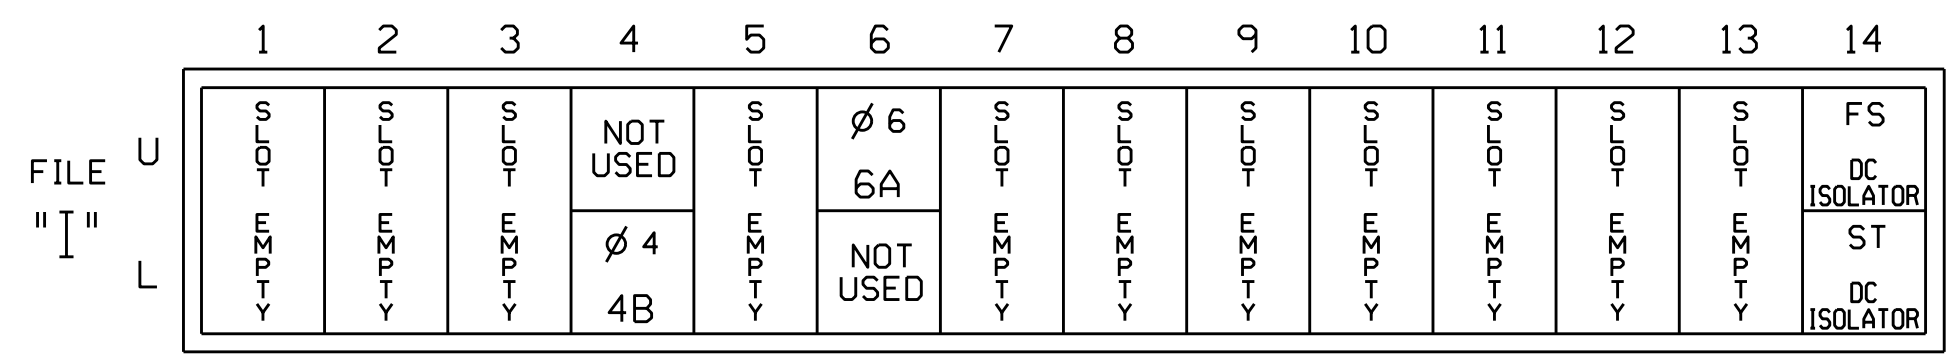 1 2 3 4 5 6 7 8 9 10 11 12 13 14
FILE
"I"
U
L
SLOT EMPTY
SLOT EMPTY
SLOT EMPTY
NOT
USED
Ø 4
4B
SLOT EMPTY
Ø 6
6A
NOT
USED
SLOT EMPTY
SLOT EMPTY
SLOT EMPTY
SLOT EMPTY
SLOT EMPTY
SLOT EMPTY
SLOT EMPTY
FS
DC
ISOLATOR
ST
DC
ISOLATOR